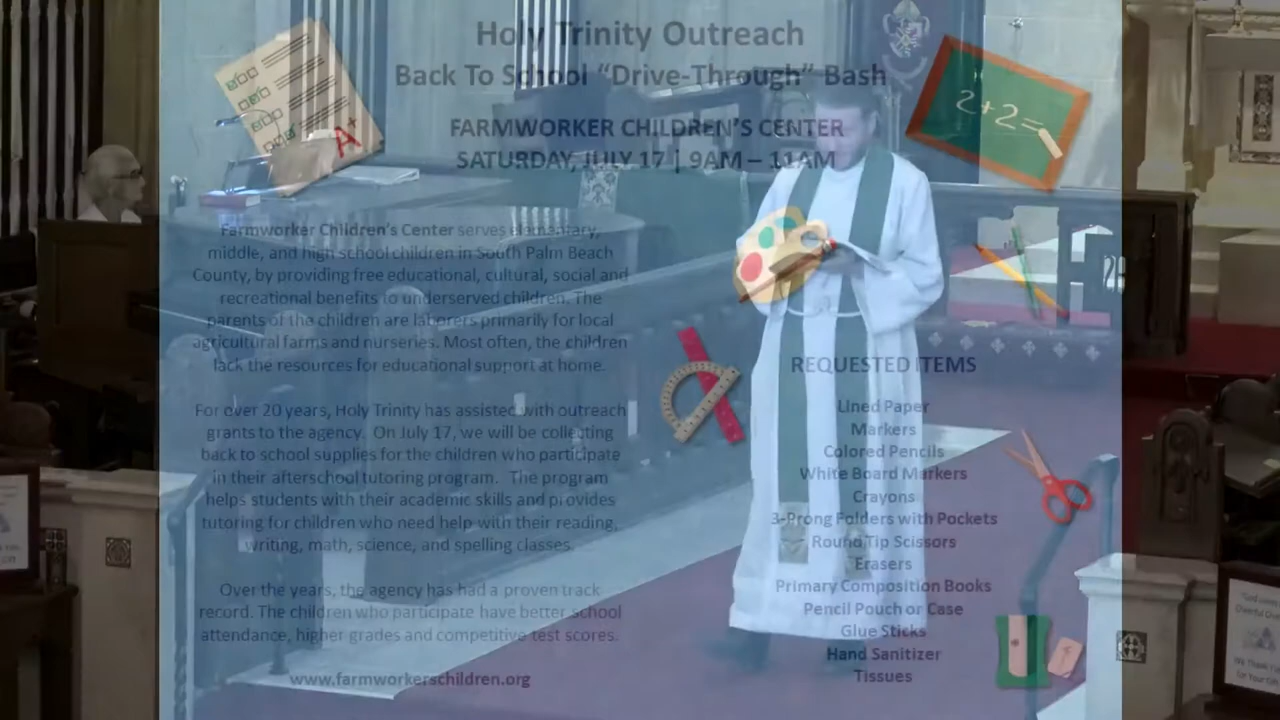 Holy Trinity Outreach
Back To School “Drive-Through” Bash
FARMWORKER CHILDREN’S CENTER
SATURDAY, JULY 17 | 9AM – 11AM
A+
2+2=
Farmworker Children’s Center serves elementary,
middle, and high school children in South Palm Beach
County, by providing free educational, cultural, social and
recreational benefits to underserved children. The
parents of the children are laborers primarily for local
agricultural farms and nurseries. Most often, the children
lack the resources for educational support at home.
For over 20 years, Holy Trinity has assisted with outreach
grants to the agency. On July 17, we will be collecting
back to school supplies for the children who participate
in their afterschool tutoring program. The program
helps students with their academic skills and provides
tutoring for children who need help with their reading,
writing, math, science, and spelling classes.
Over the years, the agency has had a proven track
record. The children who participate have better school
attendance, higher grades and competitive test scores.
www.farmworkerschildren.org
REQUESTED ITEMS
Lined Paper
Markers
Colored Pencils
White Board Markers
Crayons
3-Prong Folders with Pockets
Round Tip Scissors
Erasers
Primary Composition Books
Pencil Pouch or Case
Glue Sticks
Hand Sanitizer
Tissues